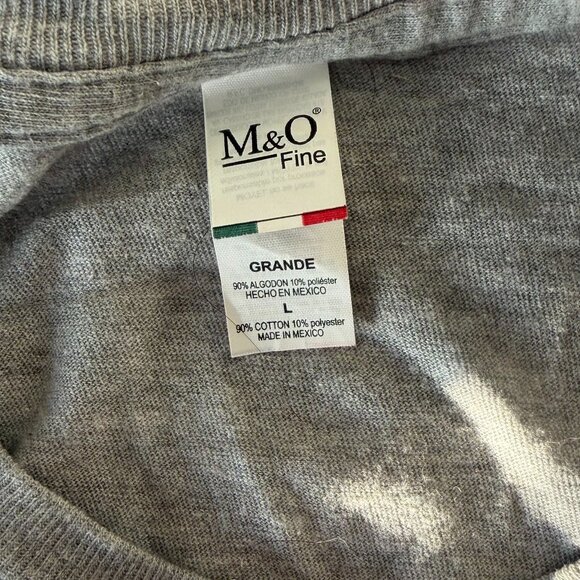 M&O®
Fine
GRANDE
90% ALGODON 10% poliéster
HECHO EN MEXICO
L
90% COTTON 10% polyester
MADE IN MEXICO